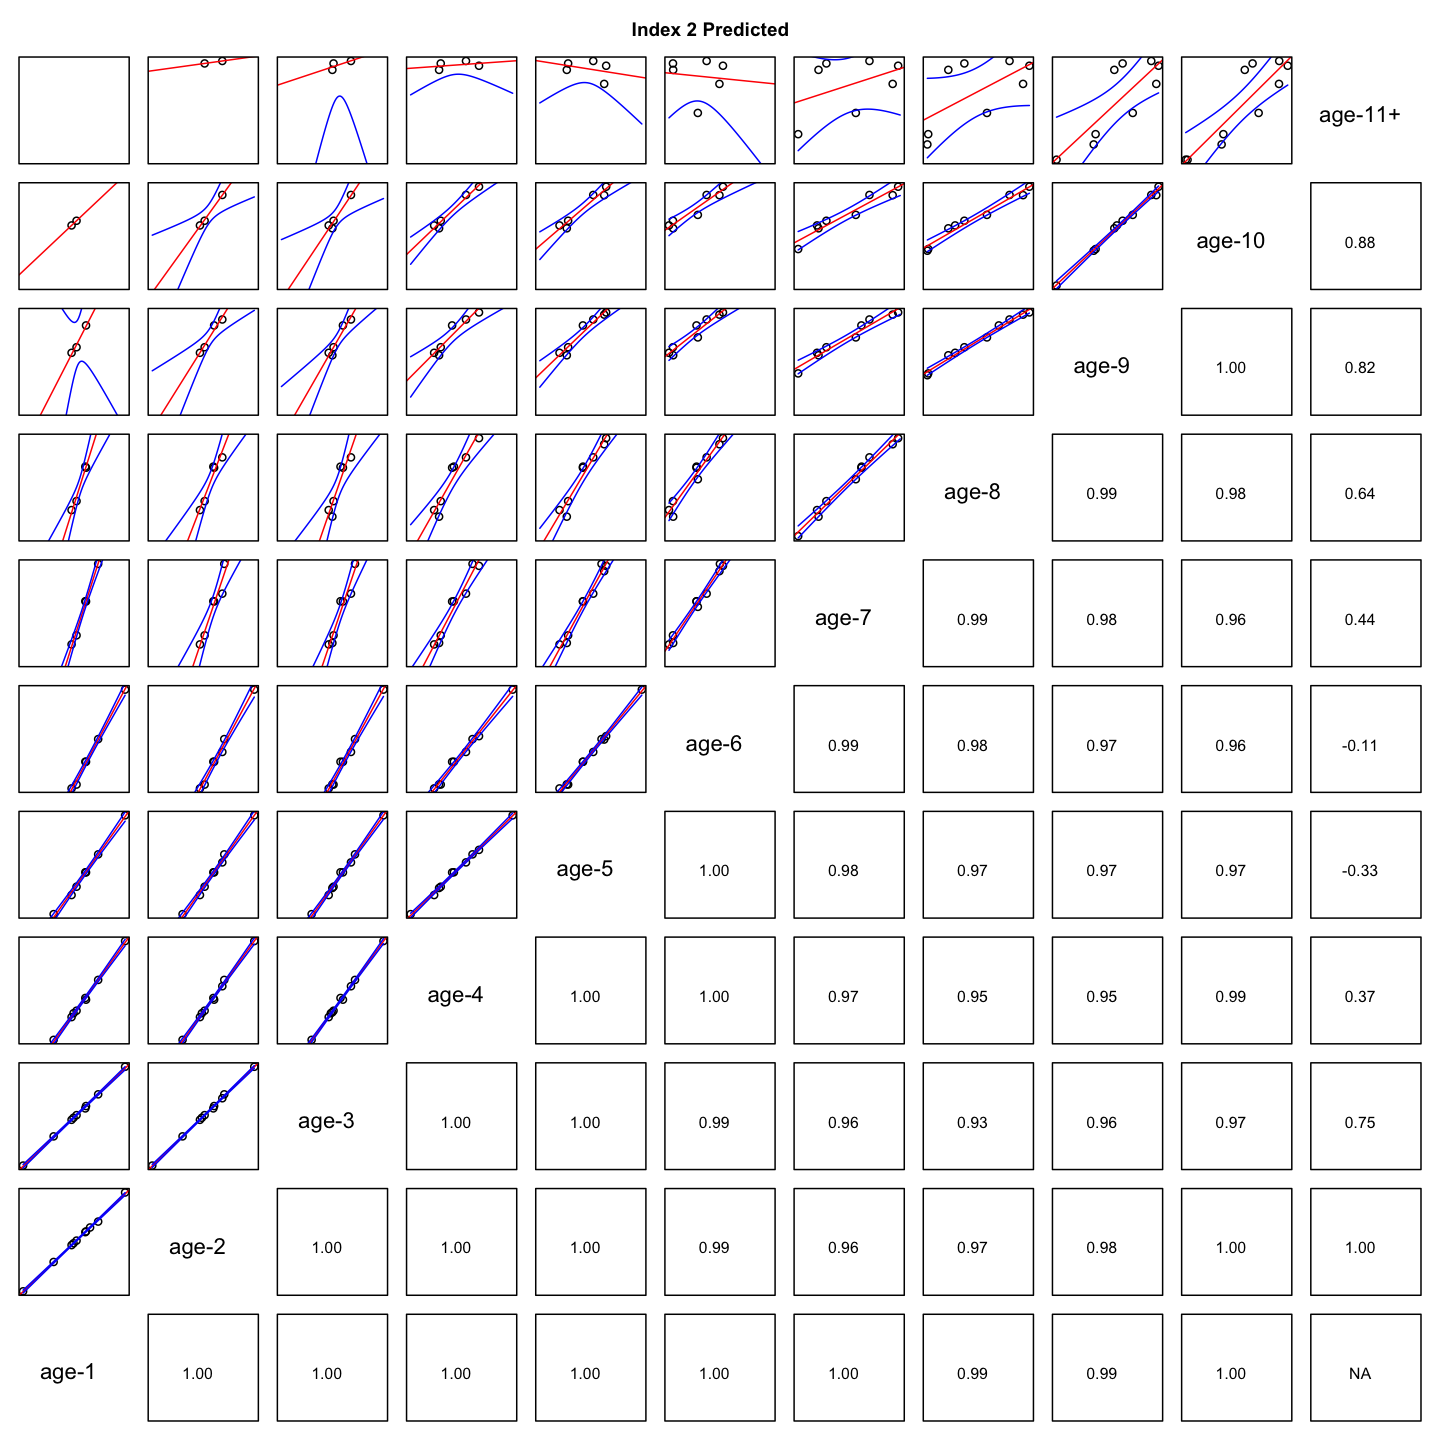 Index 2 Predicted
age-11+
age-10 0.88
age-9 1.00 0.82
age-8 0.99 0.98 0.64
age-7 0.99 0.98 0.96 0.44
age-6 0.99 0.98 0.97 0.96 -0.11
age-5 1.00 0.98 0.97 0.97 0.97 -0.33
age-4 1.00 1.00 0.97 0.95 0.95 0.99 0.37
age-3 1.00 1.00 0.99 0.96 0.93 0.96 0.97 0.75
age-2 1.00 1.00 1.00 0.99 0.96 0.97 0.98 1.00 1.00
age-1 1.00 1.00 1.00 1.00 1.00 1.00 0.99 0.99 1.00 NA